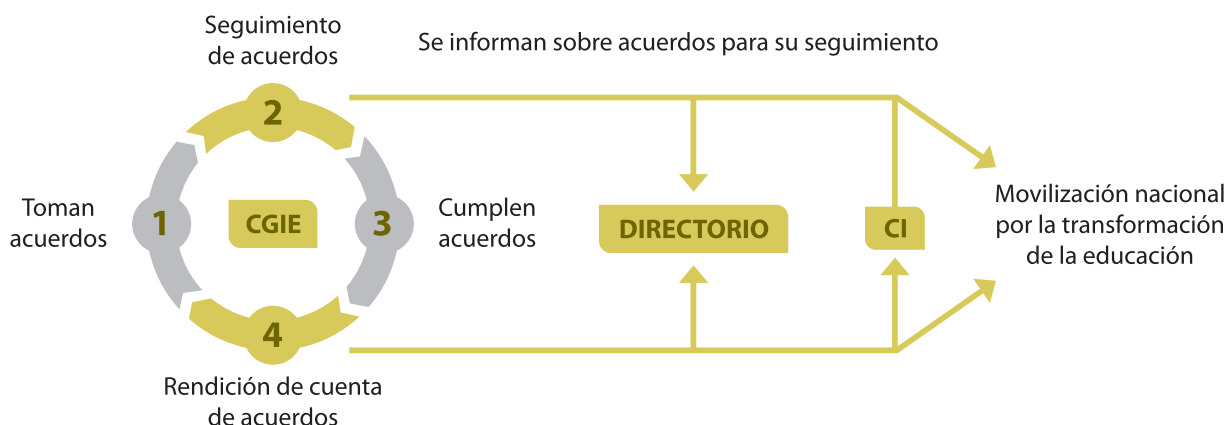 Seguimiento
de acuerdos
Se informan sobre acuerdos para su seguimiento
2
Toman
acuerdos
1
CGIE
3
Cumplen
acuerdos
DIRECTORIO
CI
Movilización nacional
por la transformación
de la educación
4
Rendición de cuenta
de acuerdos